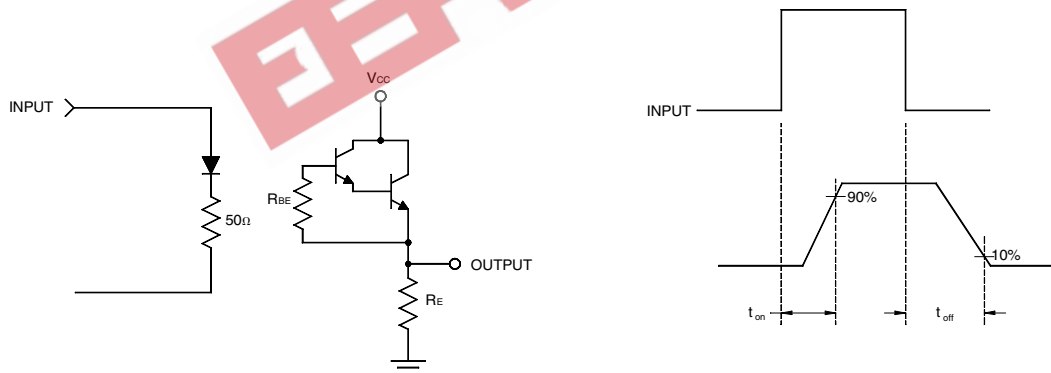 INPUT
50Ω
VCC
RBE
OUTPUT
RE
INPUT
90%
10%
ton
toff